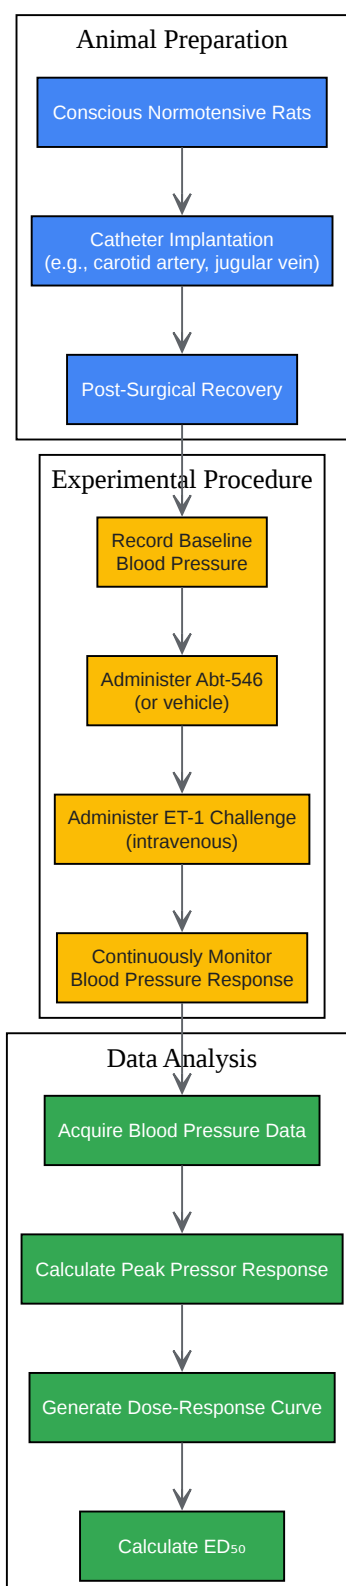 Animal Preparation
Conscious Normotensive Rats
Catheter Implantation
(e.g., carotid artery, jugular vein)
Post-Surgical Recovery
Experimental Procedure
Record Baseline
Blood Pressure
Administer Abt-546
(or vehicle)
Administer ET-1 Challenge
(intravenous)
Continuously Monitor
Blood Pressure Response
Data Analysis
Acquire Blood Pressure Data
Calculate Peak Pressor Response
Generate Dose-Response Curve
Calculate ED₅₀